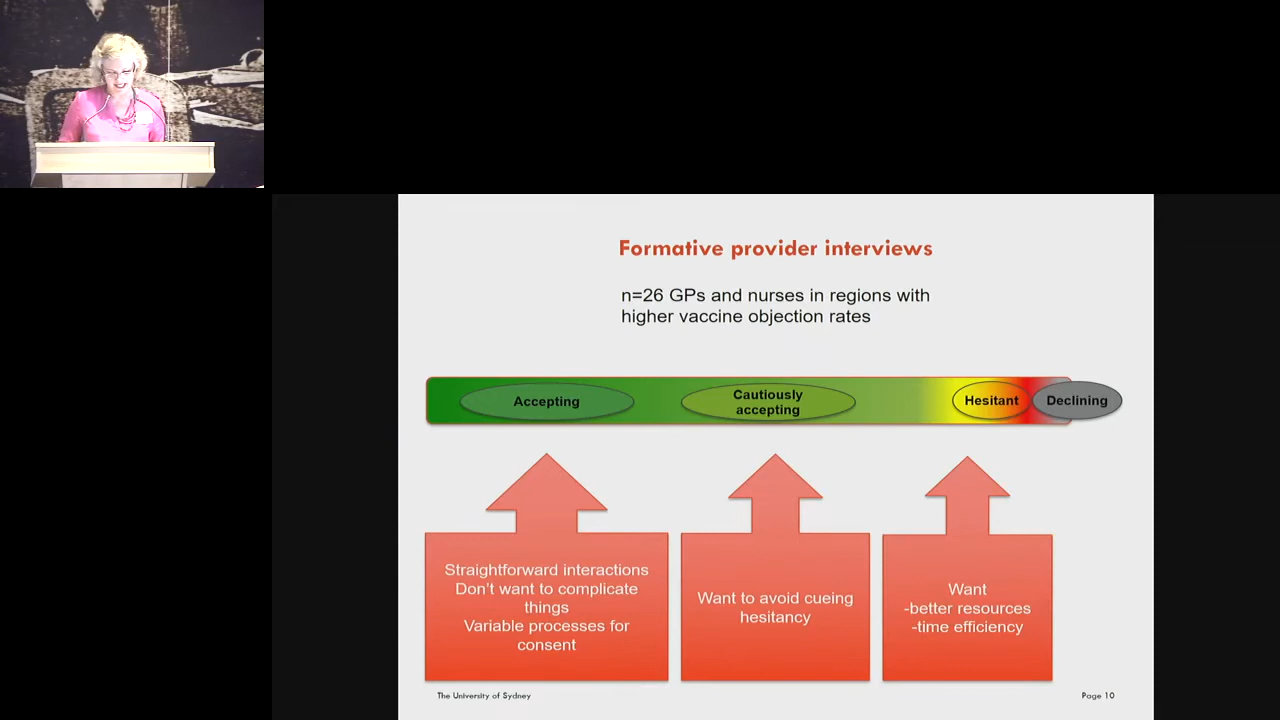 Formative provider interviews
n=26 GPs and nurses in regions with
higher vaccine objection rates
Accepting
Cautiously
accepting
Hesitant
Declining
Straightforward interactions
Don't want to complicate
things
Variable processes for
consent
Want to avoid cueing
hesitancy
Want
-better resources
-time efficiency
The University of Sydney
Page 10